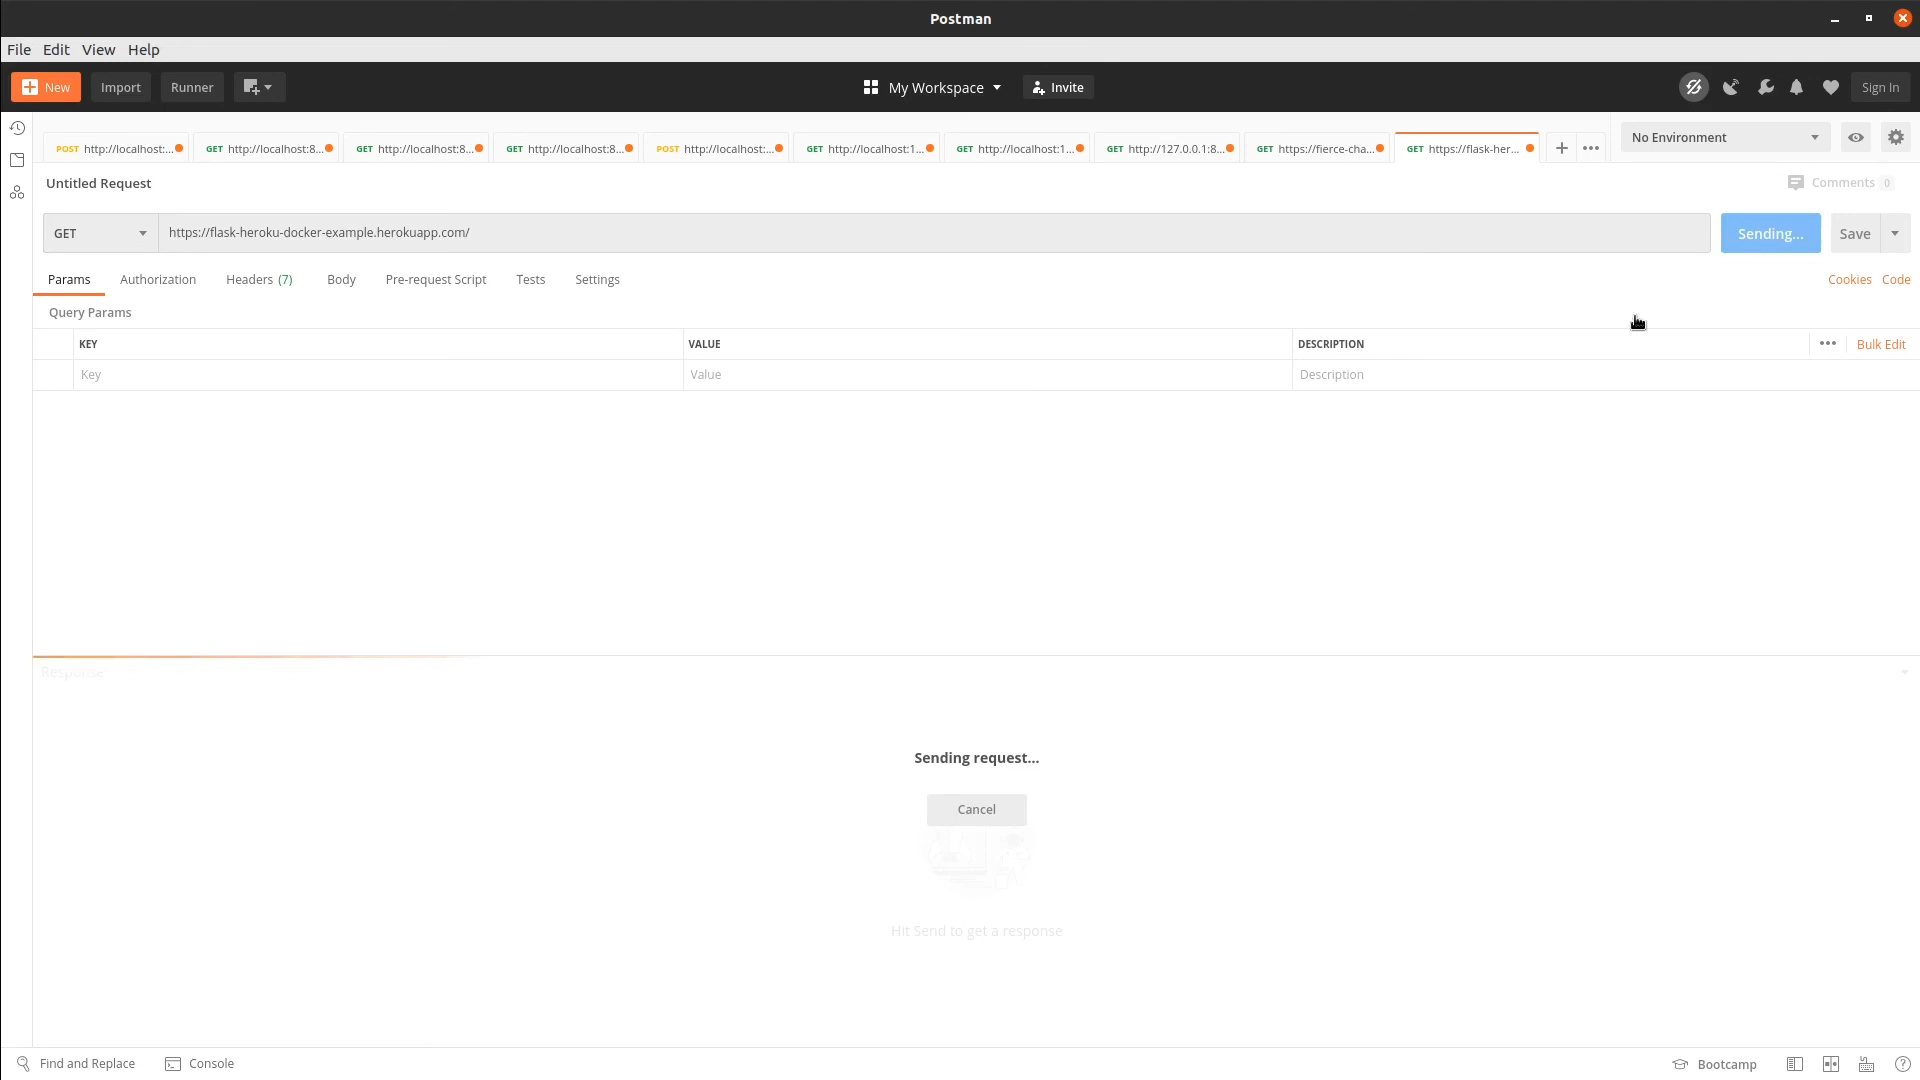 Postman
File Edit View Help
New Import Runner My Workspace Invite Sign In
POST http://localhost:... GET http://localhost:8... GET http://localhost:8... GET http://localhost:8... POST http://localhost:... GET http://localhost:1... GET http://localhost:1... GET http://127.0.0.1:8... GET https://fierce-cha... GET https://flask-her... No Environment
Untitled Request Comments 0
GET https://flask-heroku-docker-example.herokuapp.com/ Sending... Save
Params Authorization Headers (7) Body Pre-request Script Tests Settings Cookies Code
Query Params
KEY VALUE DESCRIPTION Bulk Edit
Key Value Description
Response
Sending request...
Cancel
Hit Send to get a response
Find and Replace Console Bootcamp